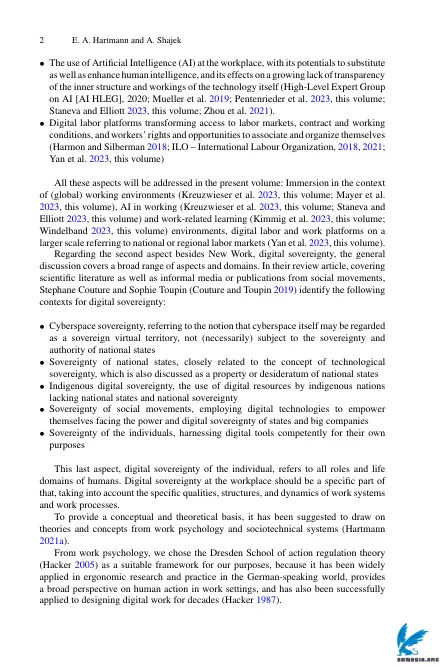 2 E. A. Hartmann and A. Shajek
• The use of Artificial Intelligence (AI) at the workplace, with its potentials to substitute
as well as enhance human intelligence, and its effects on a growing lack of transparency
of the inner structure and workings of the technology itself (High-Level Expert Group
on AI [AI HLEG], 2020; Mueller et al. 2019; Pentenrieder et al. 2023, this volume;
Staneva and Elliott 2023, this volume; Zhou et al. 2021).
• Digital labor platforms transforming access to labor markets, contract and working
conditions, and workers' rights and opportunities to associate and organize themselves
(Harmon and Silberman 2018; ILO – International Labour Organization, 2018, 2021;
Yan et al. 2023, this volume)
All these aspects will be addressed in the present volume: Immersion in the context
of (global) working environments (Kreuzwieser et al. 2023, this volume; Mayer et al.
2023, this volume), AI in working (Kreuzwieser et al. 2023, this volume; Staneva and
Elliott 2023, this volume) and work-related learning (Kimmig et al. 2023, this volume;
Windelband 2023, this volume) environments, digital labor and work platforms on a
larger scale referring to national or regional labor markets (Yan et al. 2023, this volume).
Regarding the second aspect besides New Work, digital sovereignty, the general
discussion covers a broad range of aspects and domains. In their review article, covering
scientific literature as well as informal media or publications from social movements,
Stephane Couture and Sophie Toupin (Couture and Toupin 2019) identify the following
contexts for digital sovereignty:
• Cyberspace sovereignty, referring to the notion that cyberspace itself may be regarded
as a sovereign virtual territory, not (necessarily) subject to the sovereignty and
authority of national states
• Sovereignty of national states, closely related to the concept of technological
sovereignty, which is also discussed as a property or desideratum of national states
• Indigenous digital sovereignty, the use of digital resources by indigenous nations
lacking national states and national sovereignty
• Sovereignty of social movements, employing digital technologies to empower
themselves facing the power and digital sovereignty of states and big companies
• Sovereignty of the individuals, harnessing digital tools competently for their own
purposes
This last aspect, digital sovereignty of the individual, refers to all roles and life
domains of humans. Digital sovereignty at the workplace should be a specific part of
that, taking into account the specific qualities, structures, and dynamics of work systems
and work processes.
To provide a conceptual and theoretical basis, it has been suggested to draw on
theories and concepts from work psychology and sociotechnical systems (Hartmann
2021a).
From work psychology, we chose the Dresden School of action regulation theory
(Hacker 2005) as a suitable framework for our purposes, because it has been widely
applied in ergonomic research and practice in the German-speaking world, provides
a broad perspective on human action in work settings, and has also been successfully
applied to designing digital work for decades (Hacker 1987).